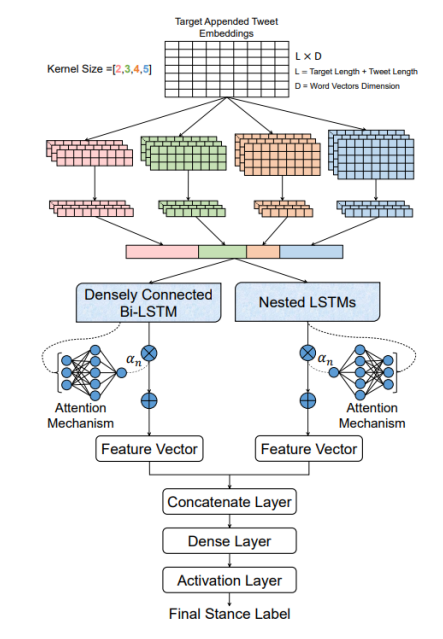 Target Appended Tweet
Embeddings
Kernel Size =[2,3,4,5]
L × D
L = Target Length + Tweet Length
D = Word Vectors Dimension
Densely Connected
Bi-LSTM
Nested LSTMs
αn
αn
Attention
Mechanism
Attention
Mechanism
Feature Vector
Feature Vector
Concatenate Layer
Dense Layer
Activation Layer
Final Stance Label